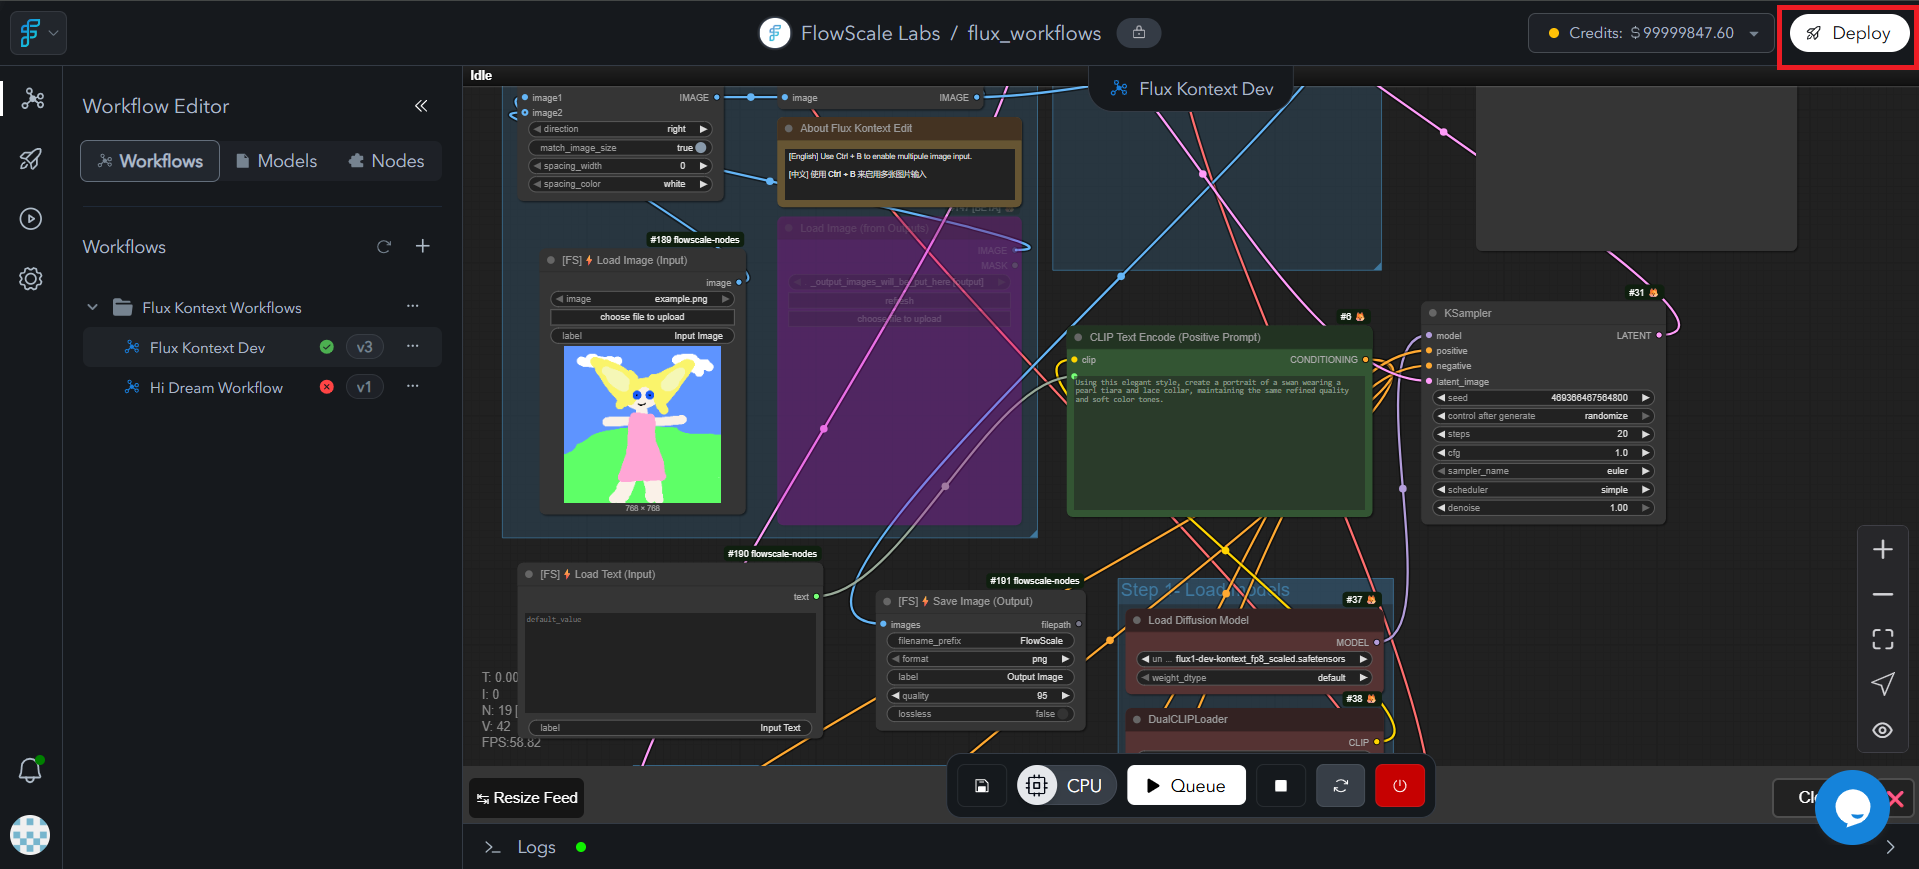 FlowScale Labs / flux_workflows
Credits: $ 99999847.60
Deploy
Workflow Editor
Workflows
Models
Nodes
Workflows
Flux Kontext Workflows
Flux Kontext Dev
v3
Hi Dream Workflow
v1
Idle
Flux Kontext Dev
image1
IMAGE
image2
direction
right
match_image_size
true
spacing_width
0
spacing_color
white
image
IMAGE
About Flux Kontext Edit
[English] Use Ctrl + B to enable multipule image input.
[中文] 使用 Ctrl + B 来启用多张图片输入
#189 flowscale-nodes
[FS] Load Image (Input)
image
image
example.png
choose file to upload
label
Input Image
768 × 768
Load Image (from Outputs)
IMAGE
MASK
_output_images_will_be_put_here [output]
refresh
choose file to upload
#6
CLIP Text Encode (Positive Prompt)
clip
CONDITIONING
Using this elegant style, create a portrait of a swan wearing a
pearl tiara and lace collar, maintaining the same refined quality
and soft color tones.
#31
KSampler
model
LATENT
positive
negative
latent_image
seed
469366467564800
control after generate
randomize
steps
20
cfg
1.0
sampler_name
euler
scheduler
simple
denoise
1.00
#190 flowscale-nodes
[FS] Load Text (Input)
text
default_value
label
Input Text
T: 0.00
I: 0
N: 19 [
V: 42
FPS:58.82
#191 flowscale-nodes
[FS] Save Image (Output)
images
filepath
filename_prefix
FlowScale
format
png
label
Output Image
quality
95
lossless
false
Step 1- Load models
#37
Load Diffusion Model
MODEL
un ...
flux1-dev-kontext_fp8_scaled.safetensors
weight_dtype
default
#38
DualCLIPLoader
CLIP
Resize Feed
CPU
Queue
Logs